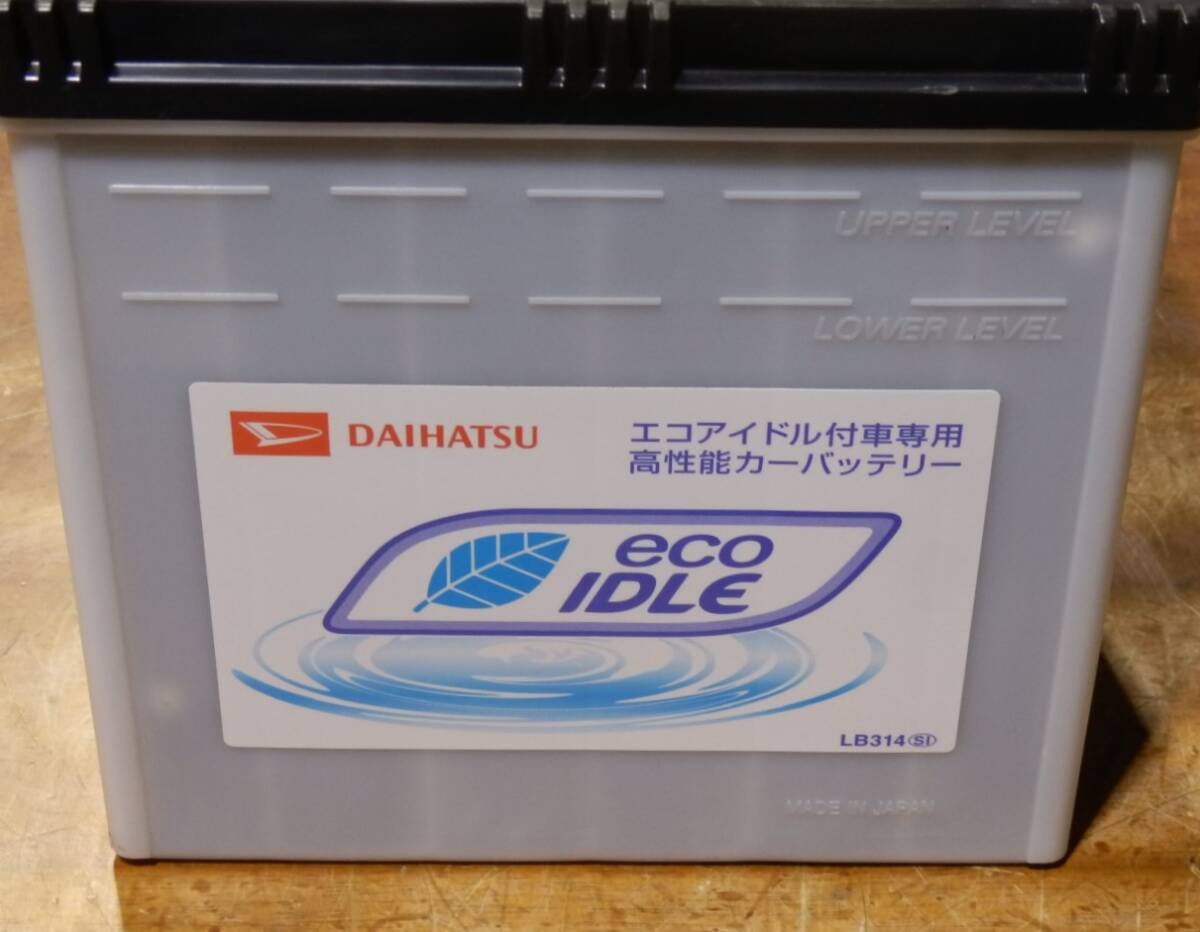 UPPER LEVEL
LOWER LEVEL
DAIHATSU
エコアイドル付車専用
高性能カーバッテリー
eco
IDLE
LB314 SI
MADE IN JAPAN